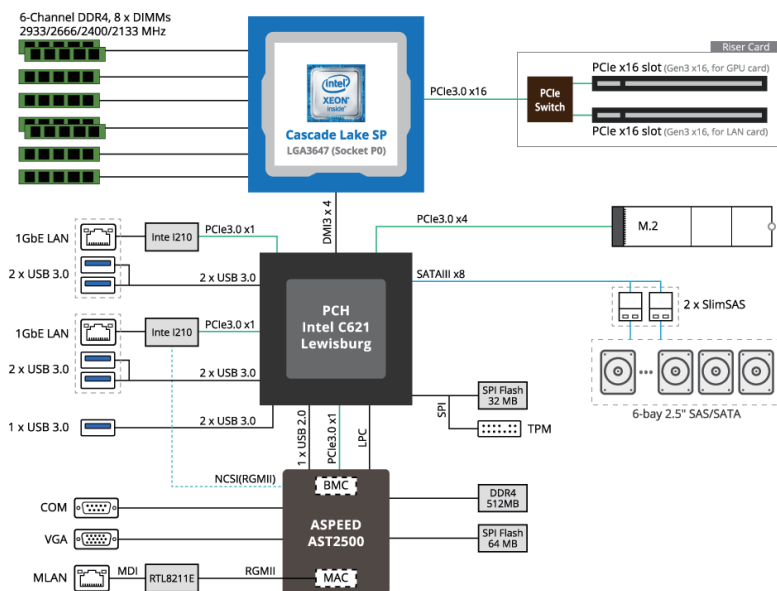 6-Channel DDR4, 8 x DIMMs
2933/2666/2400/2133 MHz
intel
XEON
inside
Cascade Lake SP
LGA3647 (Socket P0)
PCIe3.0 x16
Riser Card
PCIe
Switch
PCIe x16 slot (Gen3 x16, for GPU card)
PCIe x16 slot (Gen3 x16, for LAN card)
DMI3 x 4
PCIe3.0 x4
M.2
1GbE LAN
Inte I210
PCIe3.0 x1
2 x USB 3.0
2 x USB 3.0
PCH
Intel C621
Lewisburg
SATAIII x8
2 x SlimSAS
6-bay 2.5" SAS/SATA
1GbE LAN
Inte I210
PCIe3.0 x1
2 x USB 3.0
2 x USB 3.0
1 x USB 3.0
2 x USB 3.0
SPI
SPI Flash
32 MB
TPM
1 x USB 2.0
PCIe3.0 x1
LPC
NCSI(RGMII)
BMC
ASPEED
AST2500
MAC
DDR4
512MB
SPI Flash
64 MB
COM
VGA
MLAN
MDI
RTL8211E
RGMII